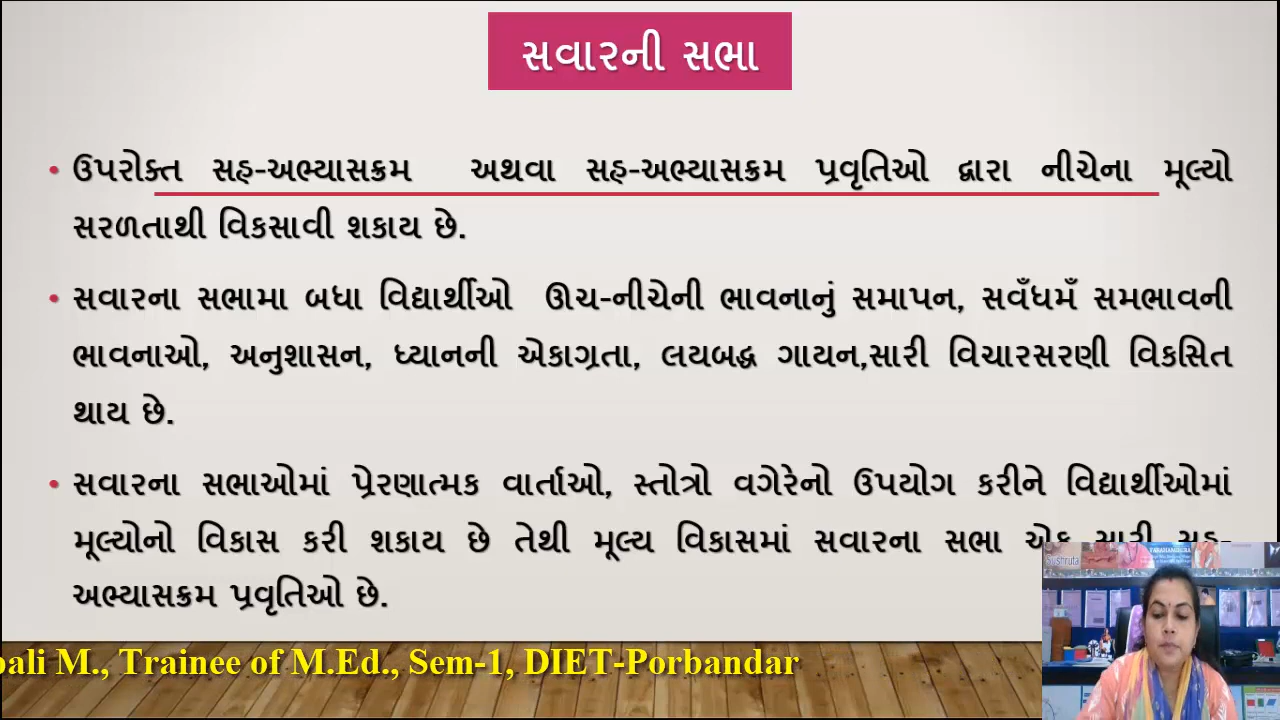 સવારની સભા
• ઉપરોક્ત સહ-અભ્યાસક્રમ અથવા સહ-અભ્યાસક્રમ પ્રવૃતિઓ દ્વારા નીચેના મૂલ્યો
સરળતાથી વિકસાવી શકાય છે.
• સવારના સભામા બધા વિદ્યાર્થીઓ ઊચ-નીચેની ભાવનાનું સમાપન, સવઁધમઁ સમભાવની
ભાવનાઓ, અનુશાસન, ધ્યાનની એકાગ્રતા, લયબદ્ધ ગાયન,સારી વિચારસરણી વિકસિત
થાય છે.
• સવારના સભાઓમાં પ્રેરણાત્મક વાર્તાઓ, સ્તોત્રો વગેરેનો ઉપયોગ કરીને વિદ્યાર્થીઓમાં
મૂલ્યોનો વિકાસ કરી શકાય છે તેથી મૂલ્ય વિકાસમાં સવારના સભા એક સારી સહ-
અભ્યાસક્રમ પ્રવૃતિઓ છે.
pali M., Trainee of M.Ed., Sem-1, DIET-Porbandar
Sushruta